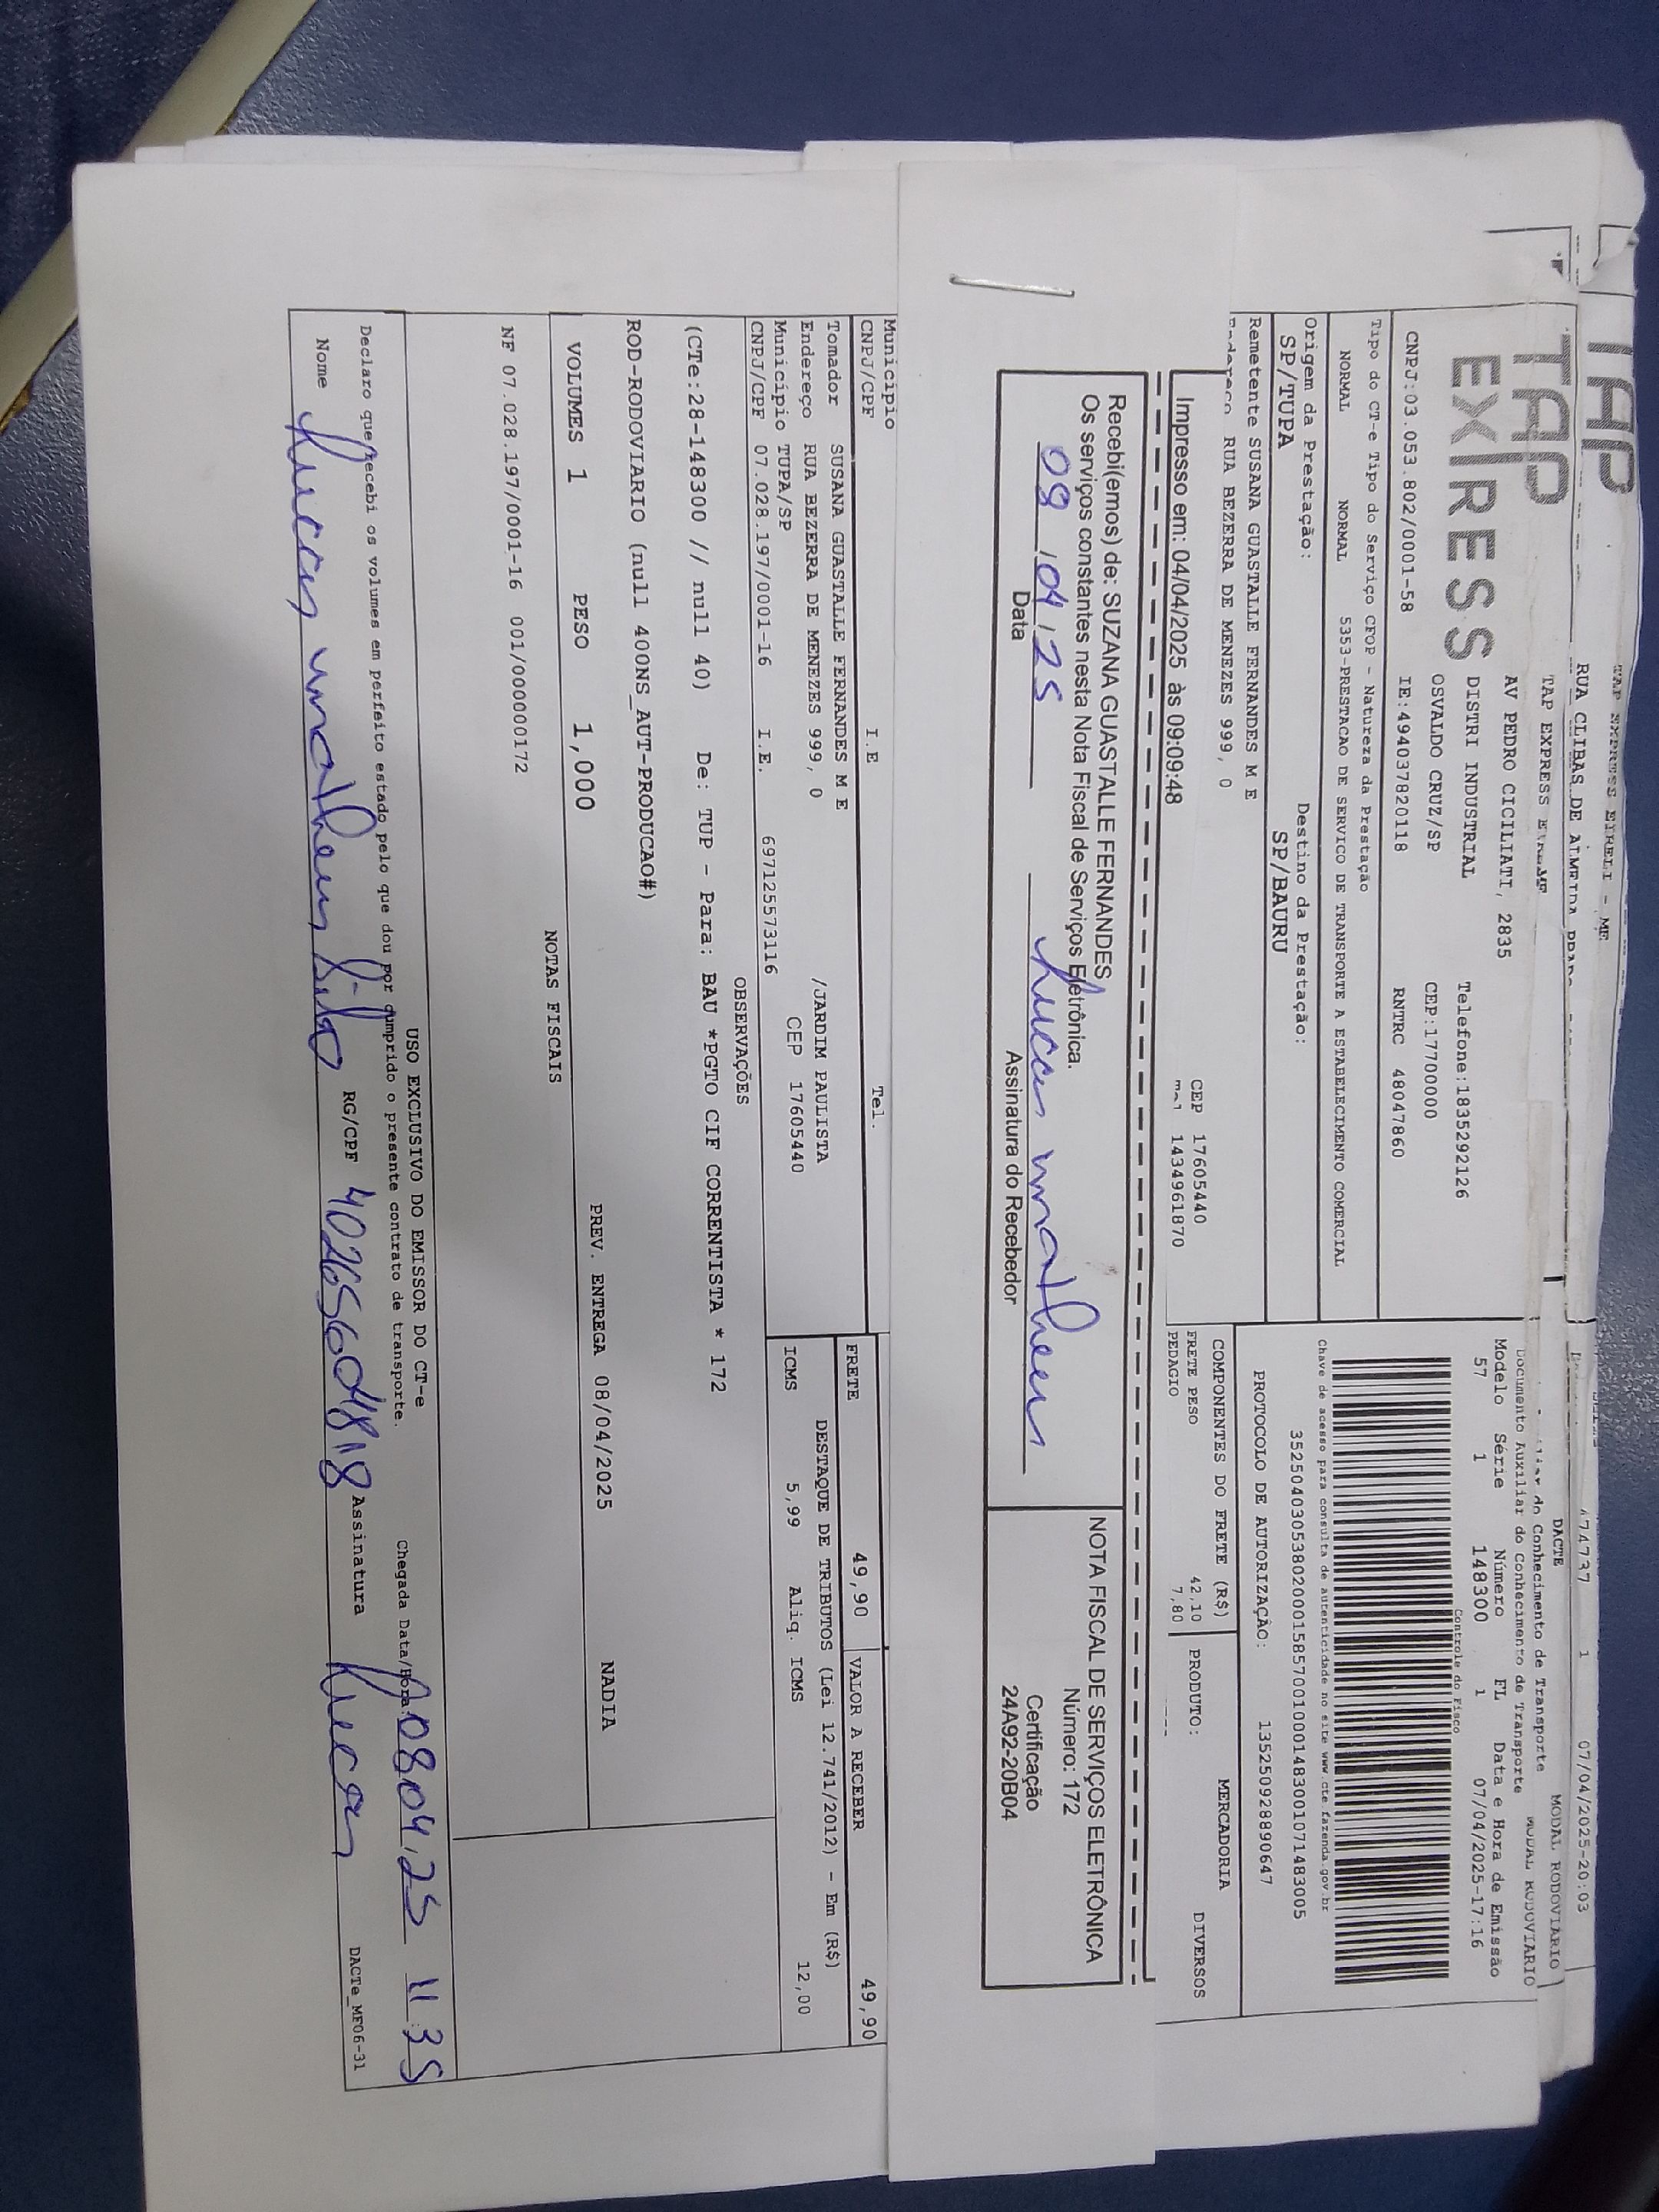 TAP
TAP EXPRESS EIRELI - ME
474737 1 07/04/2025-20:03
RUA CLIBAS DE ALMEIDA
MODAL RODOVIARIO
TAP EXPRESS
TAP EXPRESS
AV PEDRO CICILIATI, 2835
DISTRI INDUSTRIAL
OSVALDO CRUZ/SP
Telefone:1835292126
CEP:17700000
CNPJ:03.053.802/0001-58 IE:494037820118 RNTRC 48047860
DACTE
do Conhecimento de Transporte
Documento Auxiliar do Conhecimento de Transporte
MODAL RODOVIARIO
Modelo Série Número FL Data e Hora de Emissão
57 1 148300 1 07/04/2025-17:16
Controle do Fisco
Tipo do CT-e Tipo do Serviço CFOP - Natureza da Prestação
NORMAL NORMAL 5353-PRESTACAO DE SERVICO DE TRANSPORTE A ESTABELECIMENTO COMERCIAL
Chave de acesso para consulta de autenticidade no site www.cte.fazenda.gov.br
35250403053802000158570010001483001071483005
Origem da Prestação: Destino da Prestação:
SP/TUPA SP/BAURU
PROTOCOLO DE AUTORIZAÇÃO: 135250928890647
Remetente SUSANA GUASTALLE FERNANDES M E
Endereço RUA BEZERRA DE MENEZES 999, 0
CEP 17605440
1434961870
COMPONENTES DO FRETE (R$) MERCADORIA
FRETE PESO 42,10 PRODUTO: DIVERSOS
PEDAGIO 7,80
Impresso em: 04/04/2025 às 09:09:48
Recebi(emos) de: SUZANA GUASTALLE FERNANDES
Os serviços constantes nesta Nota Fiscal de Serviços Eletrônica.
08/04/25 Lucas Matheus
Data Assinatura do Recebedor
NOTA FISCAL DE SERVIÇOS ELETRÔNICA
Número: 172
Certificação
24A92-20B04
Município
CNPJ/CPF I.E Tel.
Tomador SUSANA GUASTALLE FERNANDES M E
Endereço RUA BEZERRA DE MENEZES 999, 0 /JARDIM PAULISTA
Município TUPA/SP CEP 17605440
CNPJ/CPF 07.028.197/0001-16 I.E. 697125573116
FRETE 49,90 VALOR A RECEBER 49,90
DESTAQUE DE TRIBUTOS (Lei 12.741/2012) - Em (R$)
ICMS 5,99 Aliq. ICMS 12,00
OBSERVAÇÕES
(CTe:28-148300 // null 40) De: TUP - Para: BAU *PGTO CIF CORRENTISTA * 172
ROD-RODOVIARIO (null 400NS_AUT-PRODUCAO#)
VOLUMES 1 PESO 1,000 PREV. ENTREGA 08/04/2025 NADIA
NOTAS FISCAIS
NF 07.028.197/0001-16 001/000000172
USO EXCLUSIVO DO EMISSOR DO CT-e
Declaro que recebi os volumes em perfeito estado pelo que dou por cumprido o presente contrato de transporte.
Chegada Data/Hora: 08 04 25 11:35
Nome Lucas Matheus Silva RG/CPF Assinatura Lucas
DACTe_MF06-31